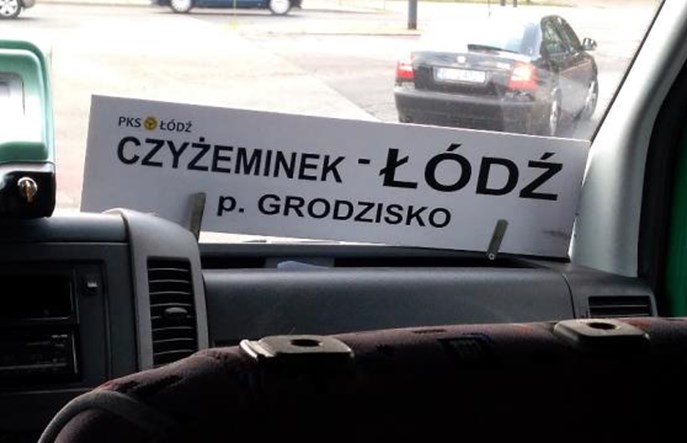 PKS ŁÓDŹ
CZYŻEMINEK - ŁÓDŹ
p. GRODZISKO